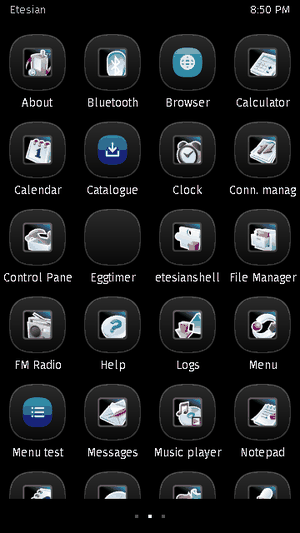 Etesian 8:50 PM
About Bluetooth Browser Calculator
Calendar Catalogue Clock Conn. manag
Control Pane Eggtimer etesianshell File Manager
FM Radio Help Logs Menu
Menu test Messages Music player Notepad